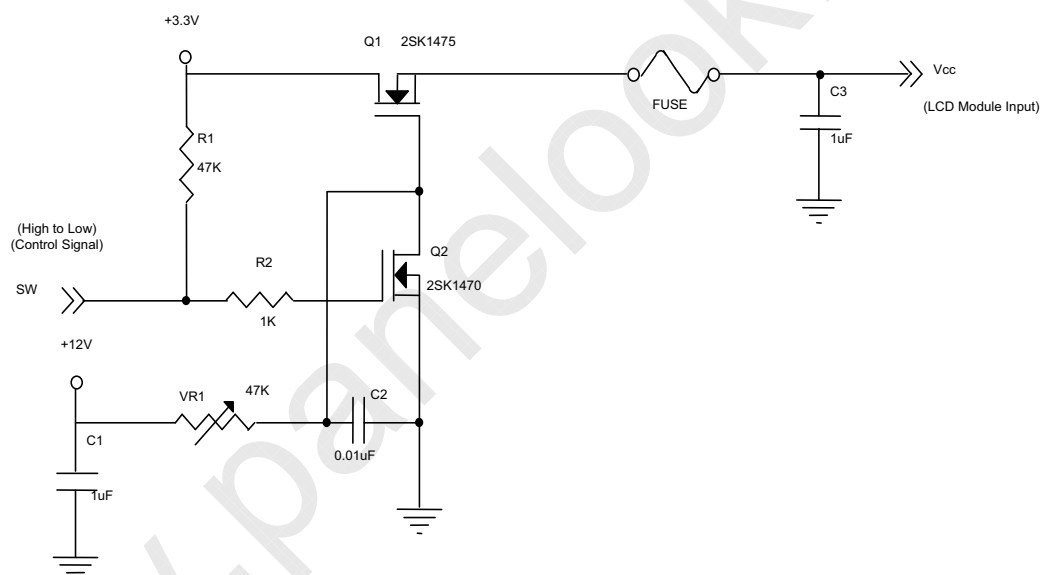 +3.3V
Q1 2SK1475
Vcc
FUSE
C3
(LCD Module Input)
1uF
R1
47K
(High to Low)
(Control Signal)
SW
R2
1K
Q2
2SK1470
+12V
VR1
47K
C2
0.01uF
C1
1uF
.panelook